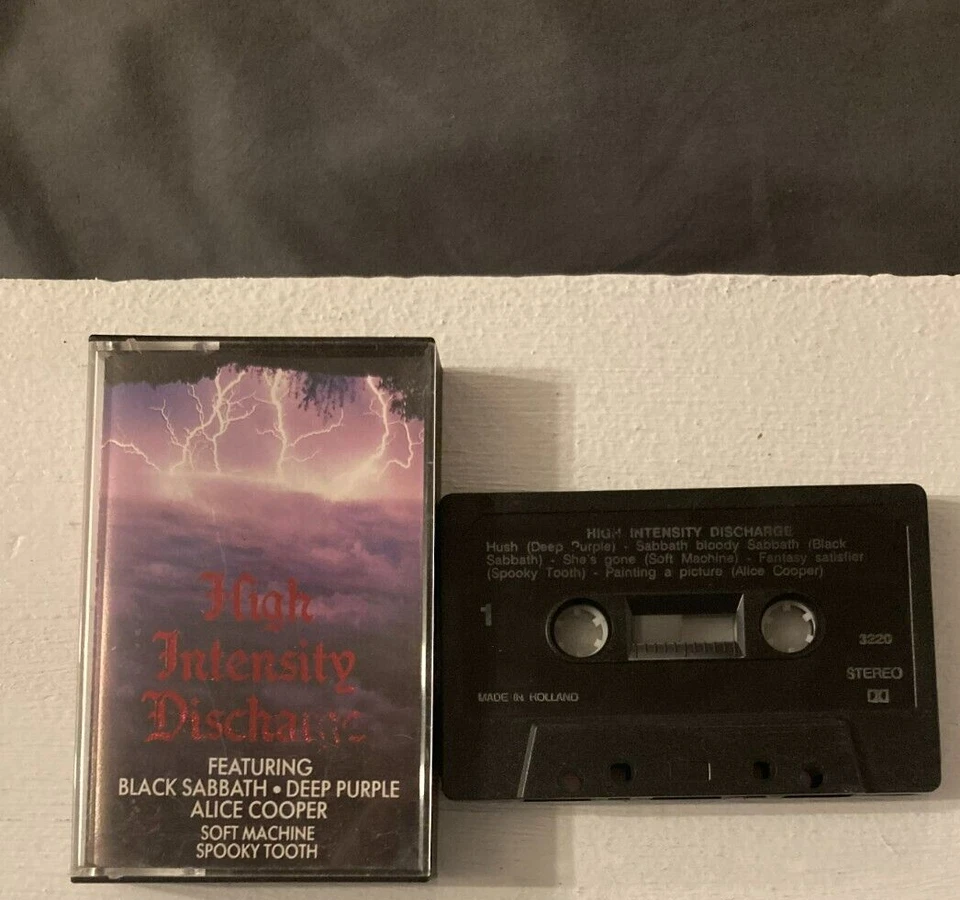 High
Intensity
Discharge
FEATURING
BLACK SABBATH • DEEP PURPLE
ALICE COOPER
SOFT MACHINE
SPOOKY TOOTH
HIGH INTENSITY DISCHARGE
Hush (Deep Purple) - Sabbath bloody Sabbath (Black
Sabbath) - She's gone (Soft Machine) - Fantasy satisfier
(Spooky Tooth) - Painting a picture (Alice Cooper)
1
3220
STEREO
MADE IN HOLLAND